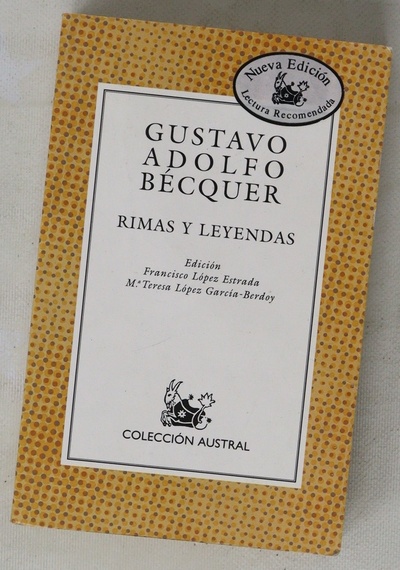 Nueva Edición
Lectura Recomendada
GUSTAVO
ADOLFO
BÉCQUER
RIMAS Y LEYENDAS
Edición
Francisco López Estrada
M.ª Teresa López García-Berdoy
COLECCIÓN AUSTRAL